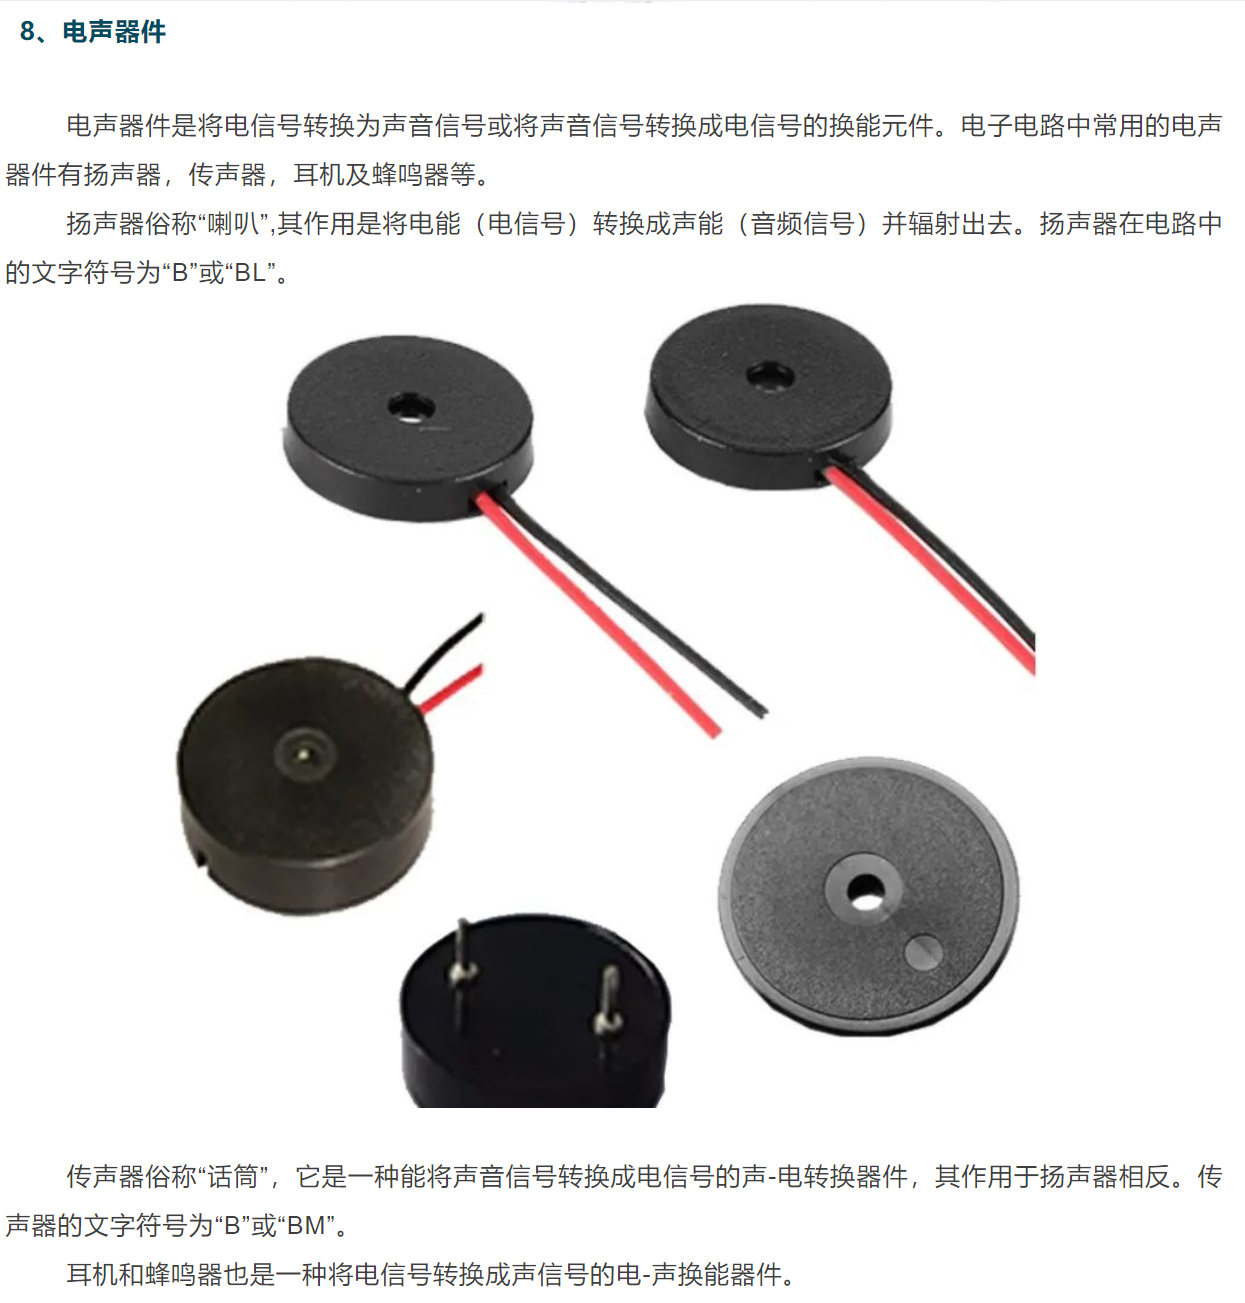 8、电声器件
电声器件是将电信号转换为声音信号或将声音信号转换成电信号的换能元件。电子电路中常用的电声
器件有扬声器，传声器，耳机及蜂鸣器等。
扬声器俗称“喇叭”,其作用是将电能（电信号）转换成声能（音频信号）并辐射出去。扬声器在电路中
的文字符号为“B”或“BL”。
传声器俗称“话筒”，它是一种能将声音信号转换成电信号的声-电转换器件，其作用于扬声器相反。传
声器的文字符号为“B”或“BM”。
耳机和蜂鸣器也是一种将电信号转换成声信号的电-声换能器件。